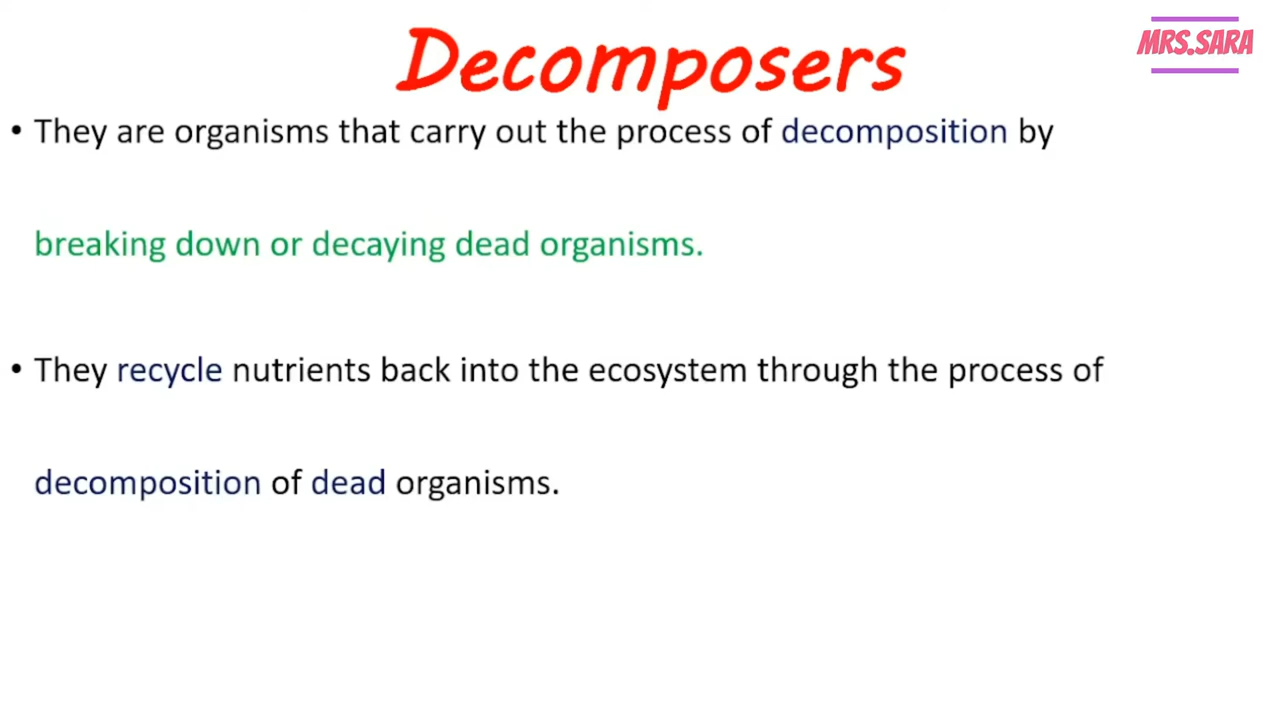 Decomposers
MRS.SARA
• They are organisms that carry out the process of decomposition by
breaking down or decaying dead organisms.
• They recycle nutrients back into the ecosystem through the process of
decomposition of dead organisms.